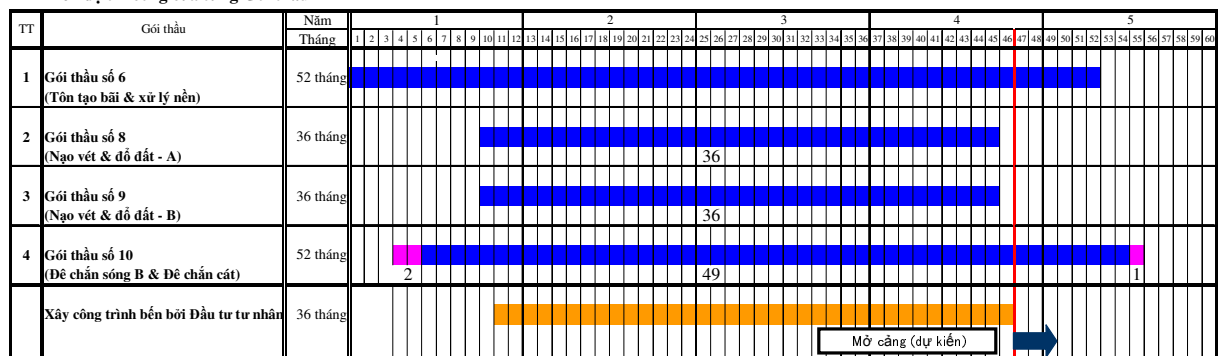 TT Gói thầu Năm 1 2 3 4 5
Tháng 1 2 3 4 5 6 7 8 9 10 11 12 13 14 15 16 17 18 19 20 21 22 23 24 25 26 27 28 29 30 31 32 33 34 35 36 37 38 39 40 41 42 43 44 45 46 47 48 49 50 51 52 53 54 55 56 57 58 59 60
1 Gói thầu số 6 52 tháng
(Tôn tạo bãi & xử lý nền)
2 Gói thầu số 8 36 tháng
(Nạo vét & đổ đất - A) 36
3 Gói thầu số 9 36 tháng
(Nạo vét & đổ đất - B) 36
4 Gói thầu số 10 52 tháng
(Đê chắn sóng B & Đê chắn cát) 2 49 1
Xây công trình bến bởi Đầu tư tư nhân 36 tháng
Mở cảng (dự kiến)